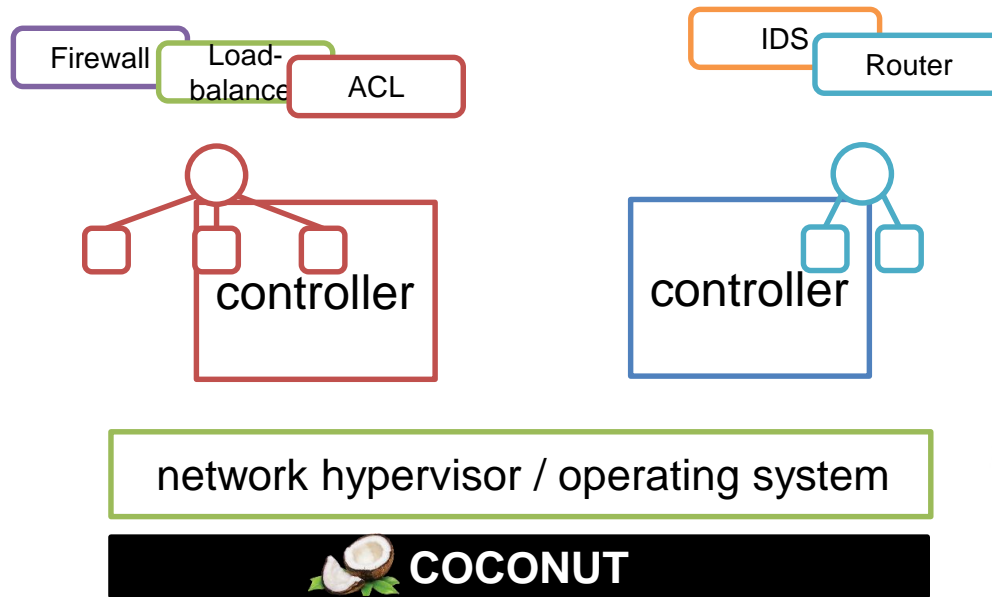 Firewall
Load-
balance
ACL
IDS
Router
controller
controller
network hypervisor / operating system
COCONUT